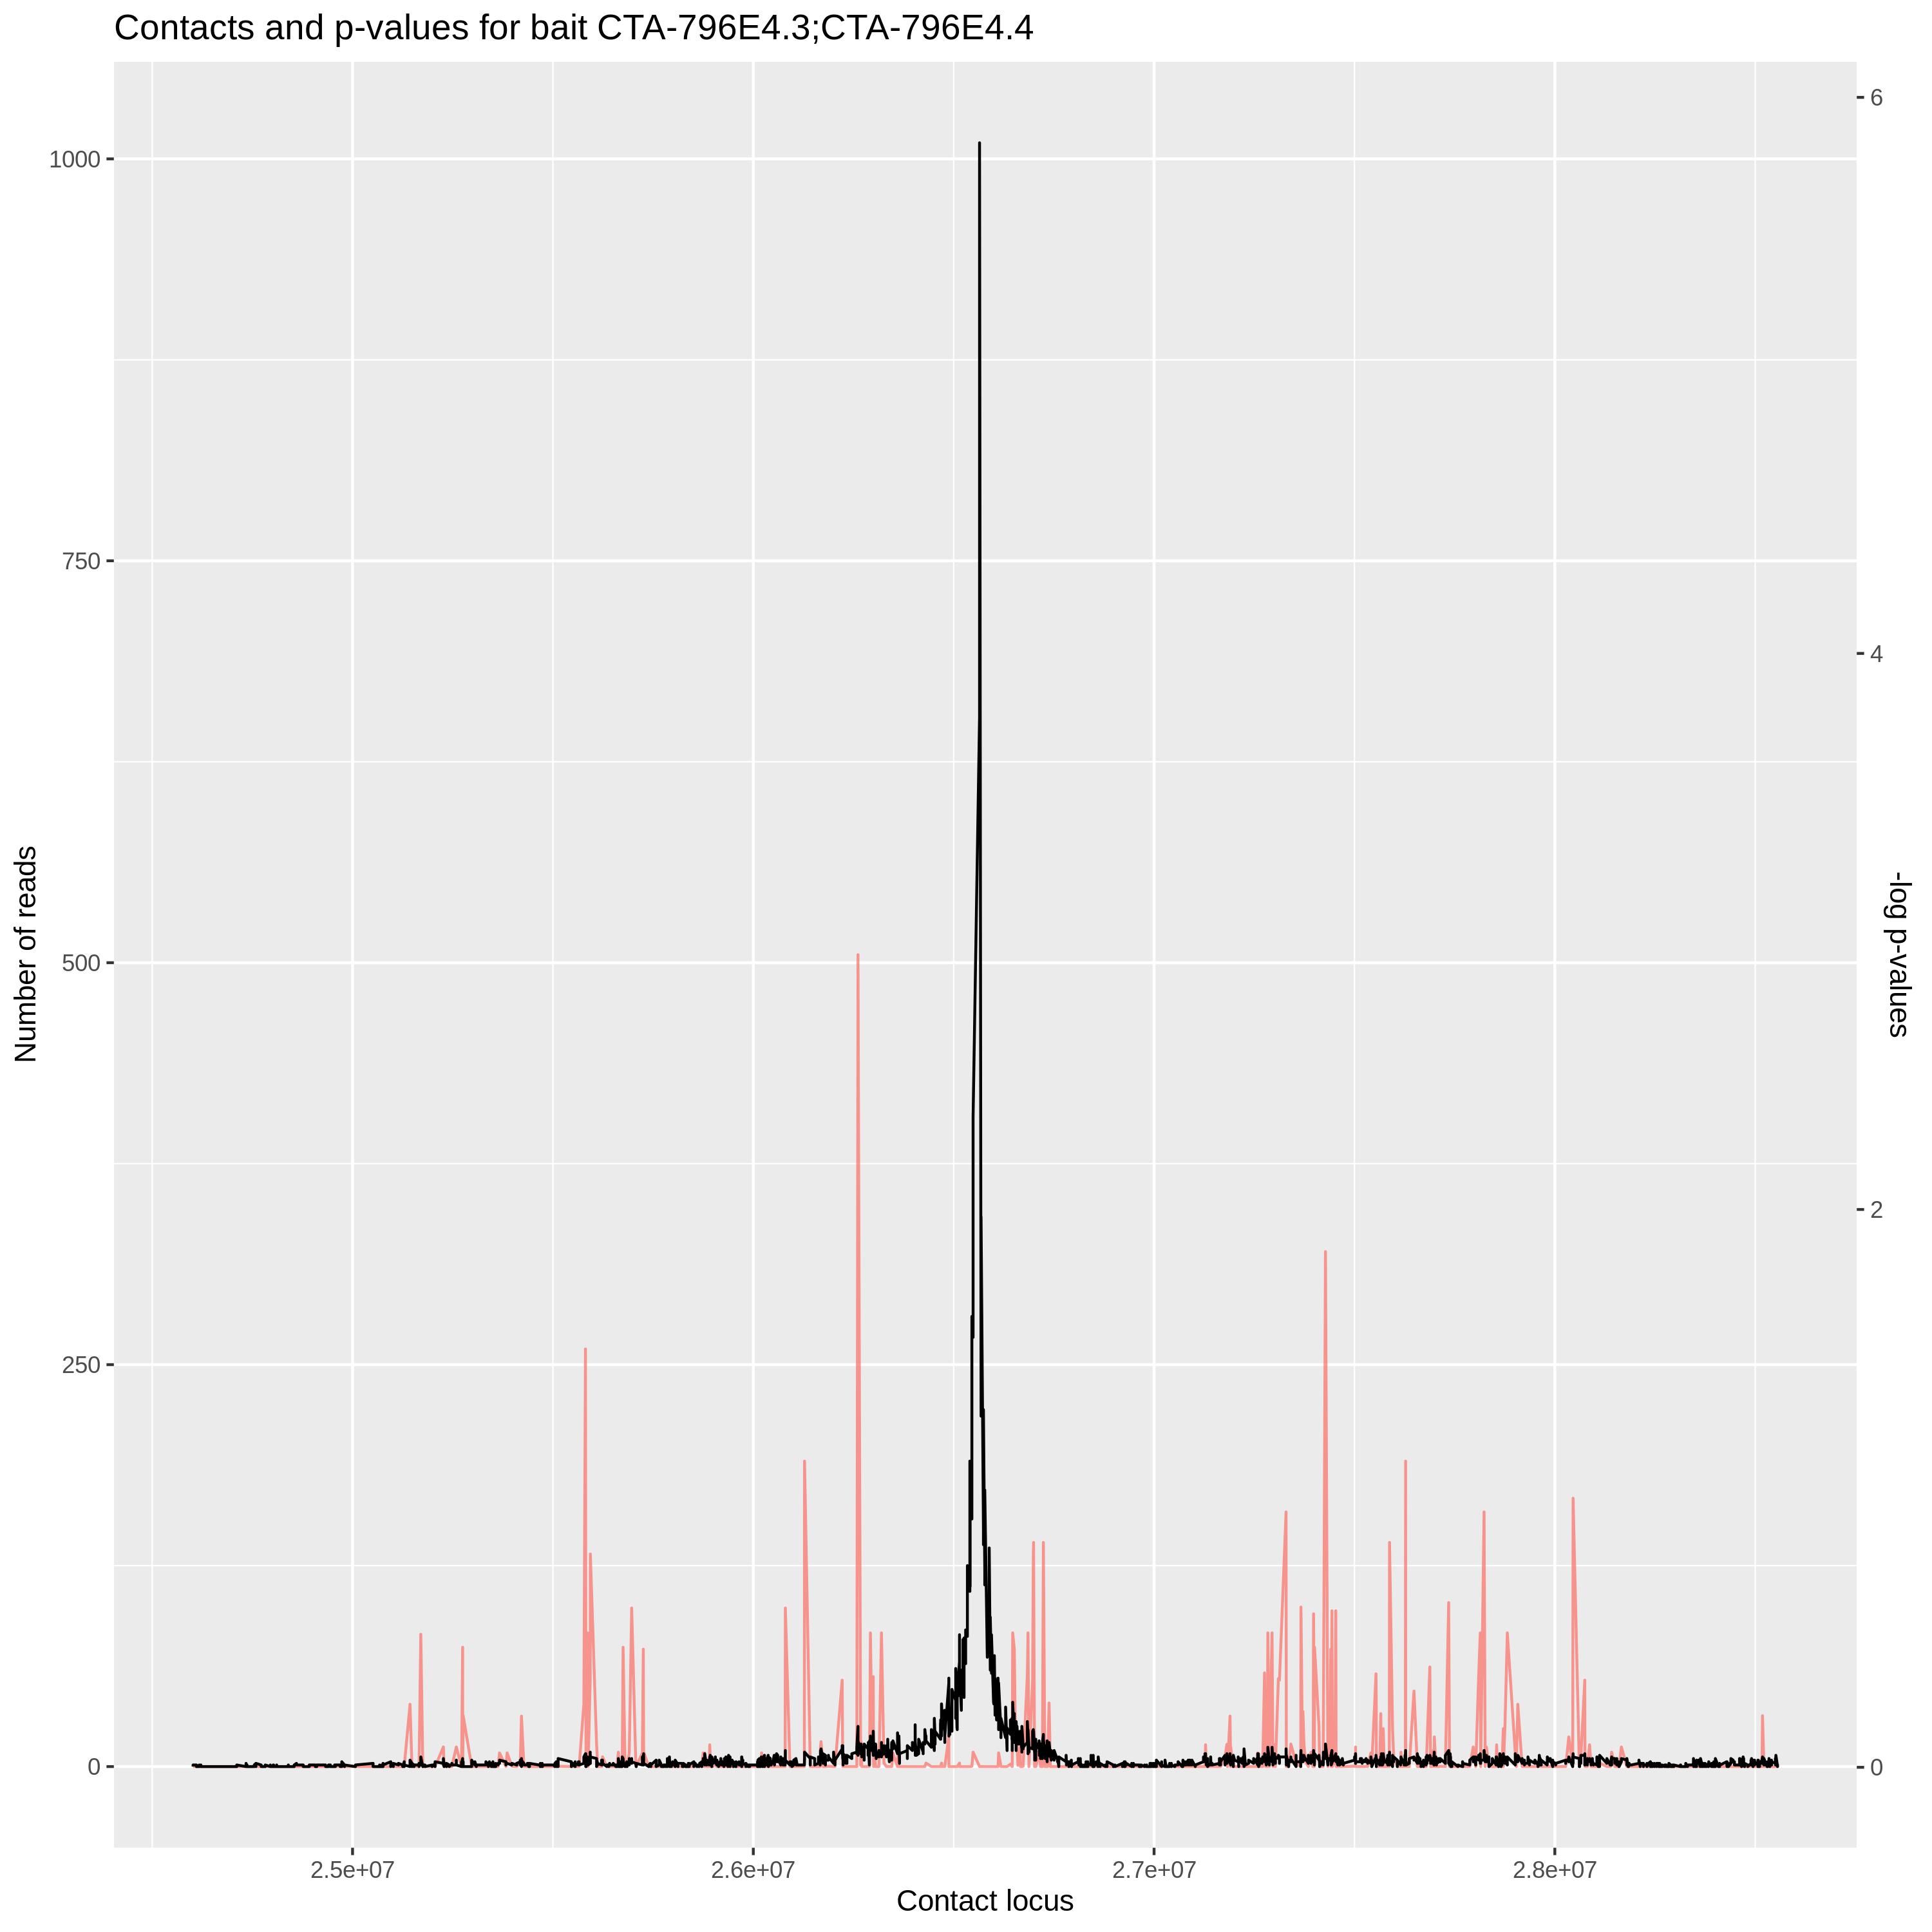 Contacts and p-values for bait CTA-796E4.3;CTA-796E4.4
6
1000
4
750
Number of reads
-log p-values
500
2
250
0
0
2.5e+07
2.6e+07
2.7e+07
2.8e+07
Contact locus